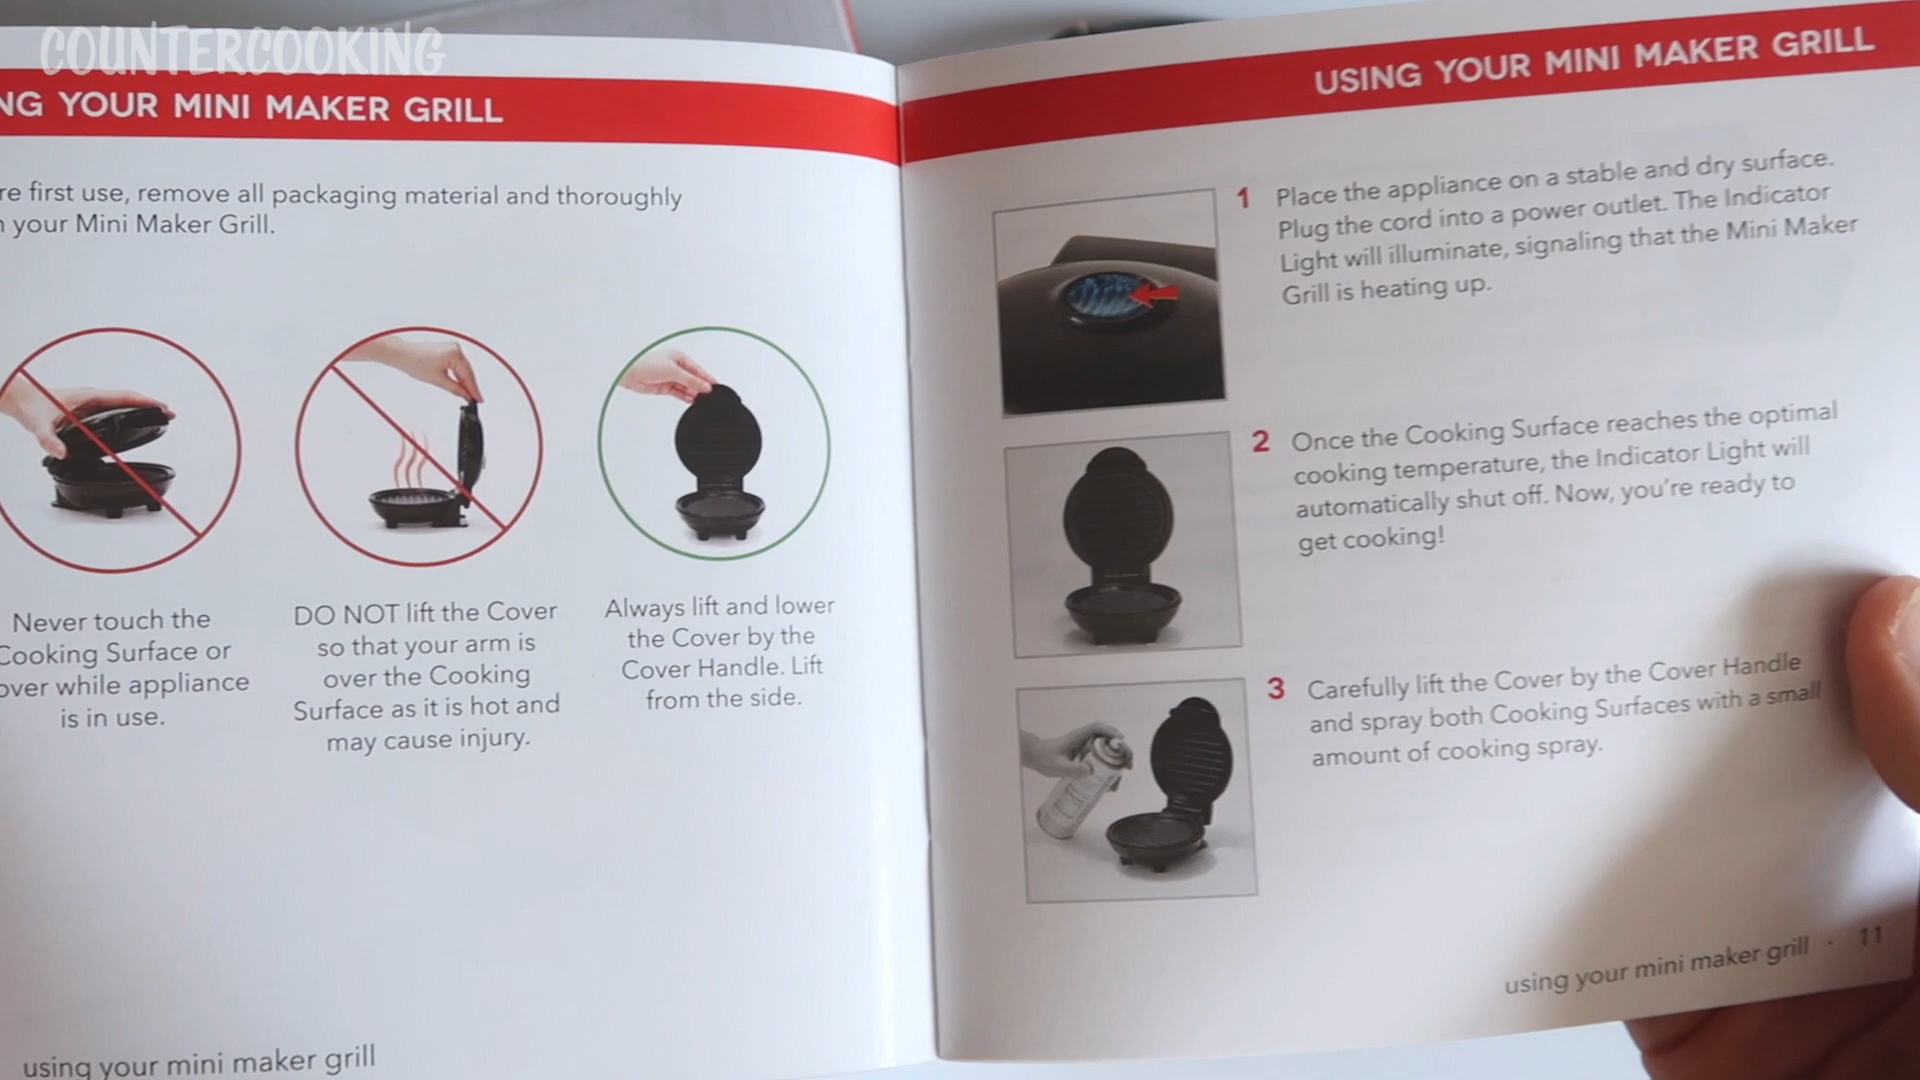 COUNTERCOOKING
NG YOUR MINI MAKER GRILL
re first use, remove all packaging material and thoroughly
your Mini Maker Grill.
Never touch the
Cooking Surface or
over while appliance
is in use.
DO NOT lift the Cover
so that your arm is
over the Cooking
Surface as it is hot and
may cause injury.
Always lift and lower
the Cover by the
Cover Handle. Lift
from the side.
using your mini maker grill
USING YOUR MINI MAKER GRILL
1 Place the appliance on a stable and dry surface.
Plug the cord into a power outlet. The Indicator
Light will illuminate, signaling that the Mini Maker
Grill is heating up.
2 Once the Cooking Surface reaches the optimal
cooking temperature, the Indicator Light will
automatically shut off. Now, you're ready to
get cooking!
3 Carefully lift the Cover by the Cover Handle
and spray both Cooking Surfaces with a small
amount of cooking spray.
using your mini maker grill · 11